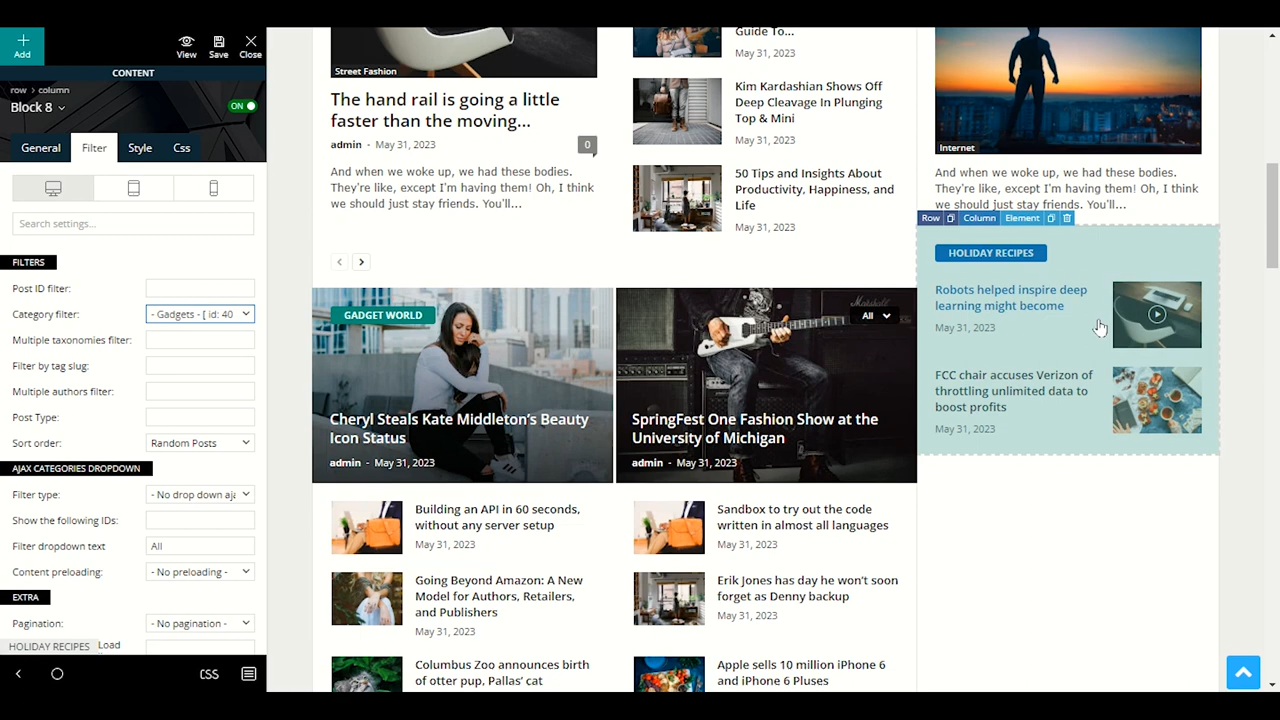 Add
View
Save
Close
CONTENT
row > column
Block 8
ON
General
Filter
Style
Css
Search settings...
FILTERS
Post ID filter:
Category filter:
- Gadgets - [ id: 40
Multiple taxonomies filter:
Filter by tag slug:
Multiple authors filter:
Post Type:
Sort order:
Random Posts
AJAX CATEGORIES DROPDOWN
Filter type:
- No drop down aja
Show the following IDs:
Filter dropdown text
All
Content preloading:
- No preloading -
EXTRA
Pagination:
- No pagination -
HOLIDAY RECIPES
Load
CSS
Street Fashion
The hand rail is going a little
faster than the moving...
admin - May 31, 2023
0
And when we woke up, we had these bodies.
They're like, except I'm having them! Oh, I think
we should just stay friends. You'll...
Guide To...
May 31, 2023
Kim Kardashian Shows Off
Deep Cleavage In Plunging
Top & Mini
May 31, 2023
50 Tips and Insights About
Productivity, Happiness, and
Life
May 31, 2023
Internet
And when we woke up, we had these bodies.
They're like, except I'm having them! Oh, I think
we should just stay friends. You'll...
Row
Column
Element
HOLIDAY RECIPES
Robots helped inspire deep
learning might become
May 31, 2023
FCC chair accuses Verizon of
throttling unlimited data to
boost profits
May 31, 2023
GADGET WORLD
Cheryl Steals Kate Middleton's Beauty
Icon Status
admin - May 31, 2023
Marshall
All
SpringFest One Fashion Show at the
University of Michigan
admin - May 31, 2023
Building an API in 60 seconds,
without any server setup
May 31, 2023
Going Beyond Amazon: A New
Model for Authors, Retailers,
and Publishers
May 31, 2023
Columbus Zoo announces birth
of otter pup, Pallas' cat
Sandbox to try out the code
written in almost all languages
May 31, 2023
Erik Jones has day he won't soon
forget as Denny backup
May 31, 2023
Apple sells 10 million iPhone 6
and iPhone 6 Pluses